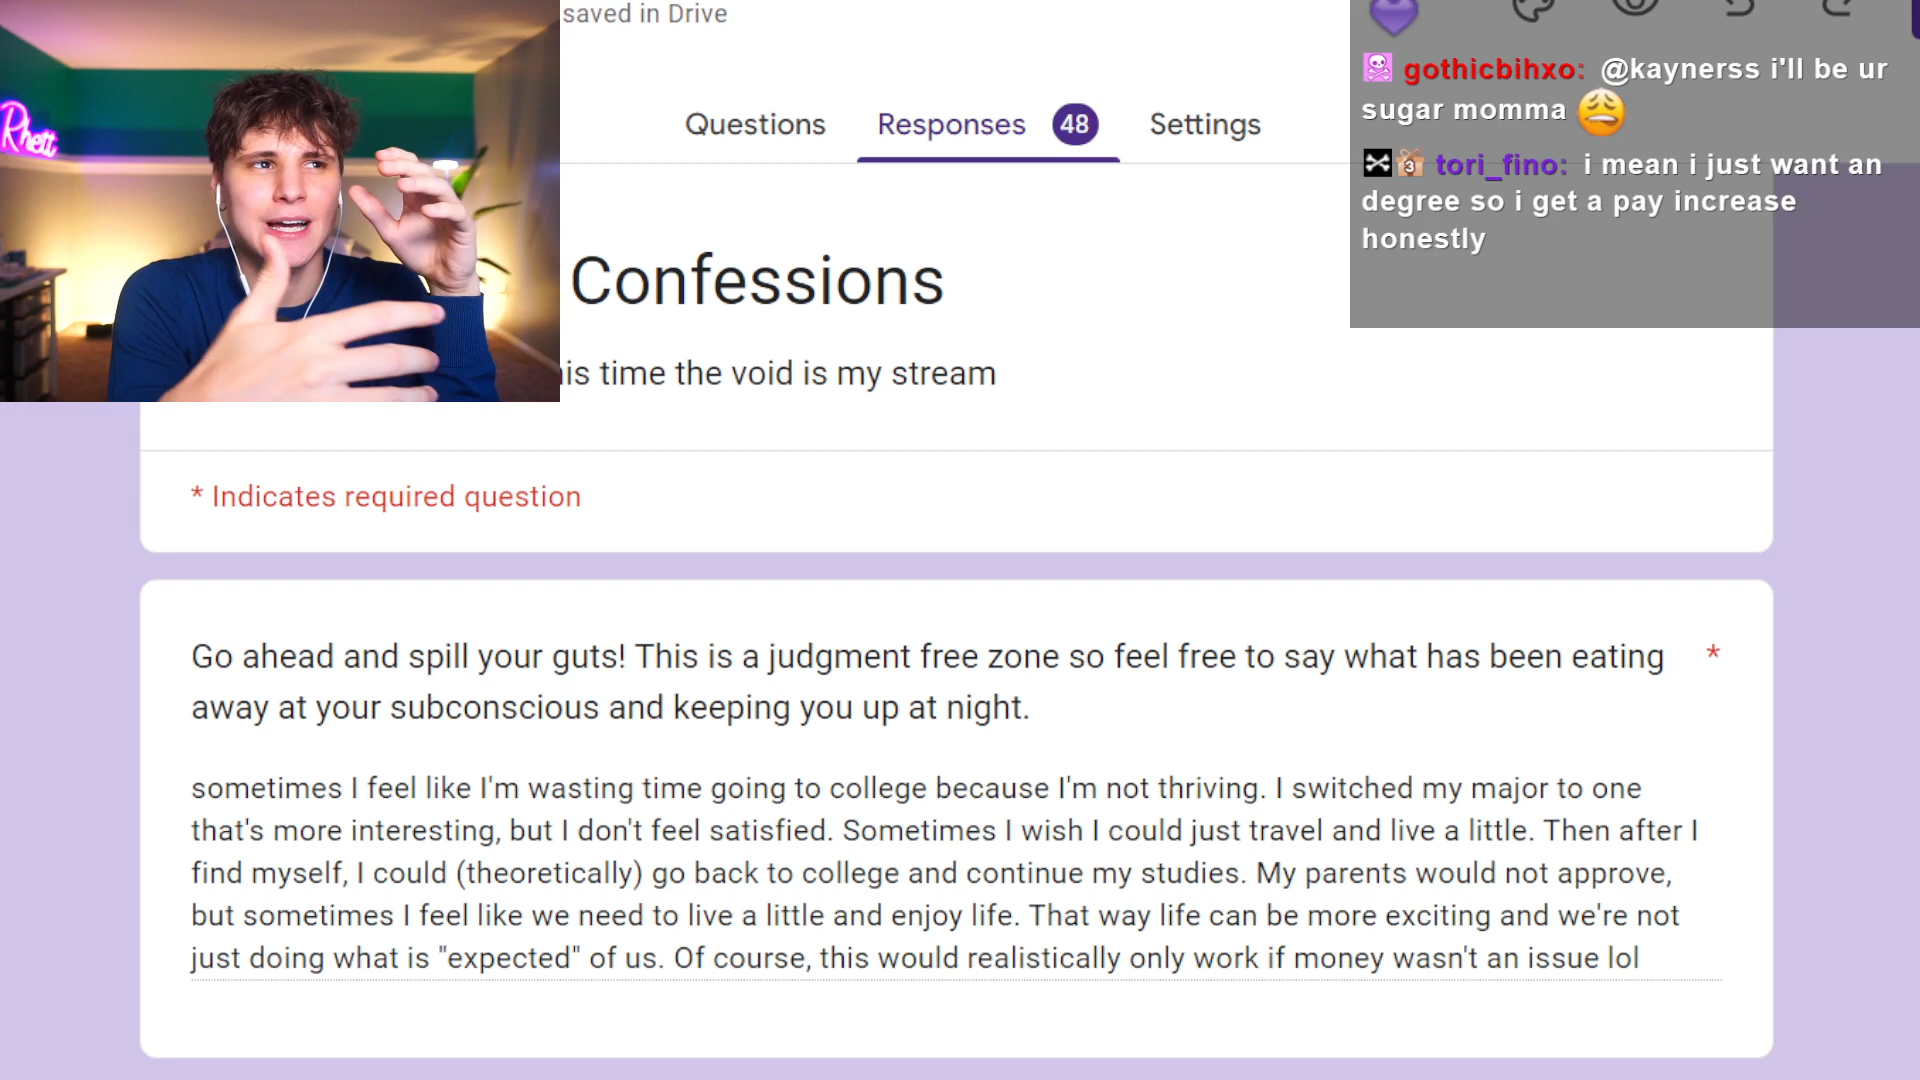 saved in Drive
Rhett
Questions Responses 48 Settings
gothicbihxo: @kaynerss i'll be ur
sugar momma
3 tori_fino: i mean i just want an
degree so i get a pay increase
honestly
Confessions
is time the void is my stream
* Indicates required question
Go ahead and spill your guts! This is a judgment free zone so feel free to say what has been eating *
away at your subconscious and keeping you up at night.
sometimes I feel like I'm wasting time going to college because I'm not thriving. I switched my major to one
that's more interesting, but I don't feel satisfied. Sometimes I wish I could just travel and live a little. Then after I
find myself, I could (theoretically) go back to college and continue my studies. My parents would not approve,
but sometimes I feel like we need to live a little and enjoy life. That way life can be more exciting and we're not
just doing what is "expected" of us. Of course, this would realistically only work if money wasn't an issue lol